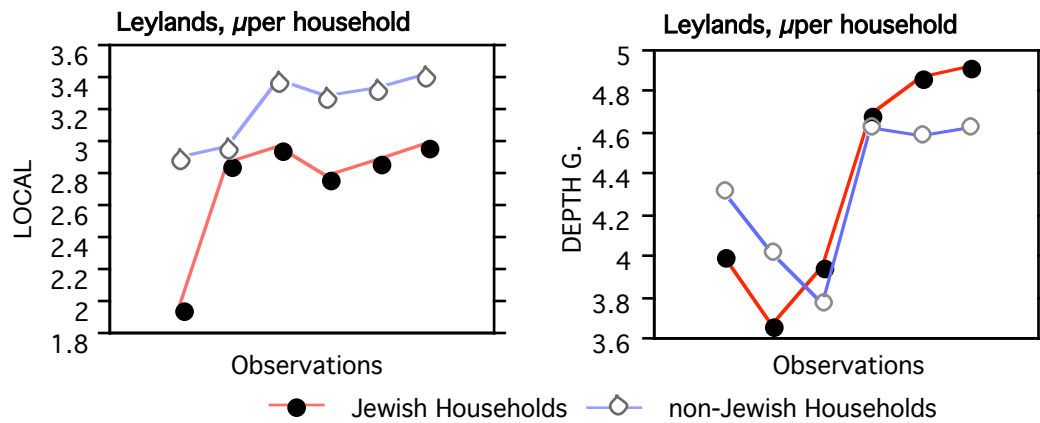 Leylands, µper household
3.6
3.4
3.2
3
2.8
2.6
2.4
2.2
2
1.8
LOCAL
Observations
Leylands, µper household
5
4.8
4.6
4.4
4.2
4
3.8
3.6
DEPTH G.
Observations
Jewish Households
non-Jewish Households